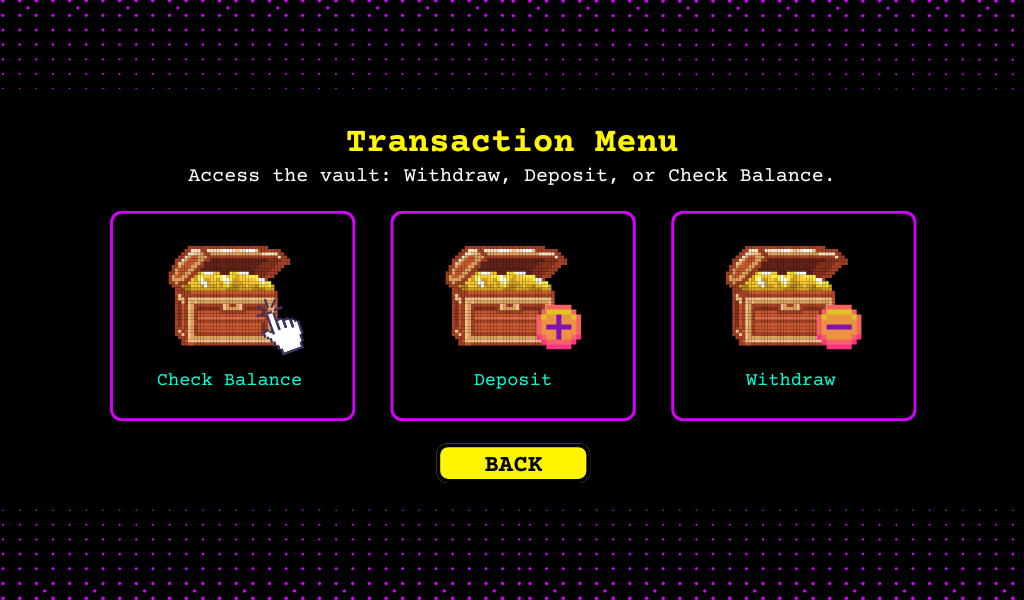 Transaction Menu
Access the vault: Withdraw, Deposit, or Check Balance.
Check Balance
Deposit
Withdraw
BACK